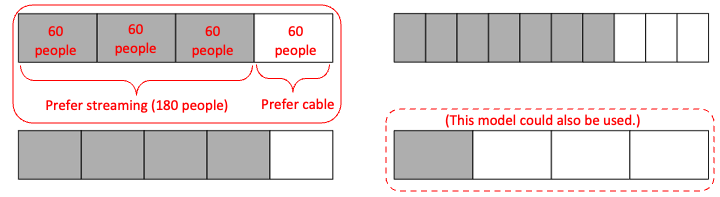 60 60 60 60
people people people people
Prefer streaming (180 people) Prefer cable
(This model could also be used.)